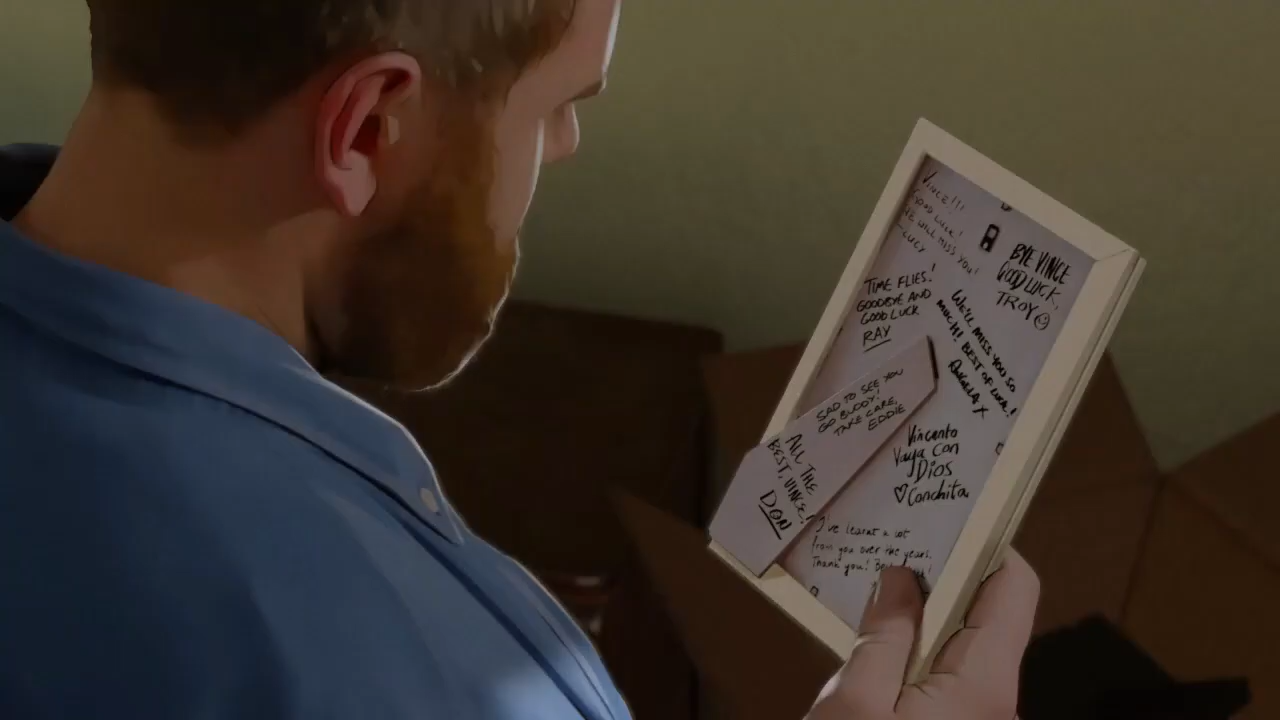 Vince!!!
Good Luck!
We will miss you!
-Lucy
BYE VINCE
GOOD LUCK,
TROY☺
TIME FLIES!
GOODBYE AND
GOOD LUCK
RAY
We'll miss you so
much! Best of luck!
Angela X
SAD TO SEE YOU
GO BUDDY!
TAKE CARE,
EDDIE
ALL THE
BEST, VINCE!
DON
Vincento
Vaya Con
Dios
♡Conchita
I've learnt a lot
from you over the years.
Thank you!